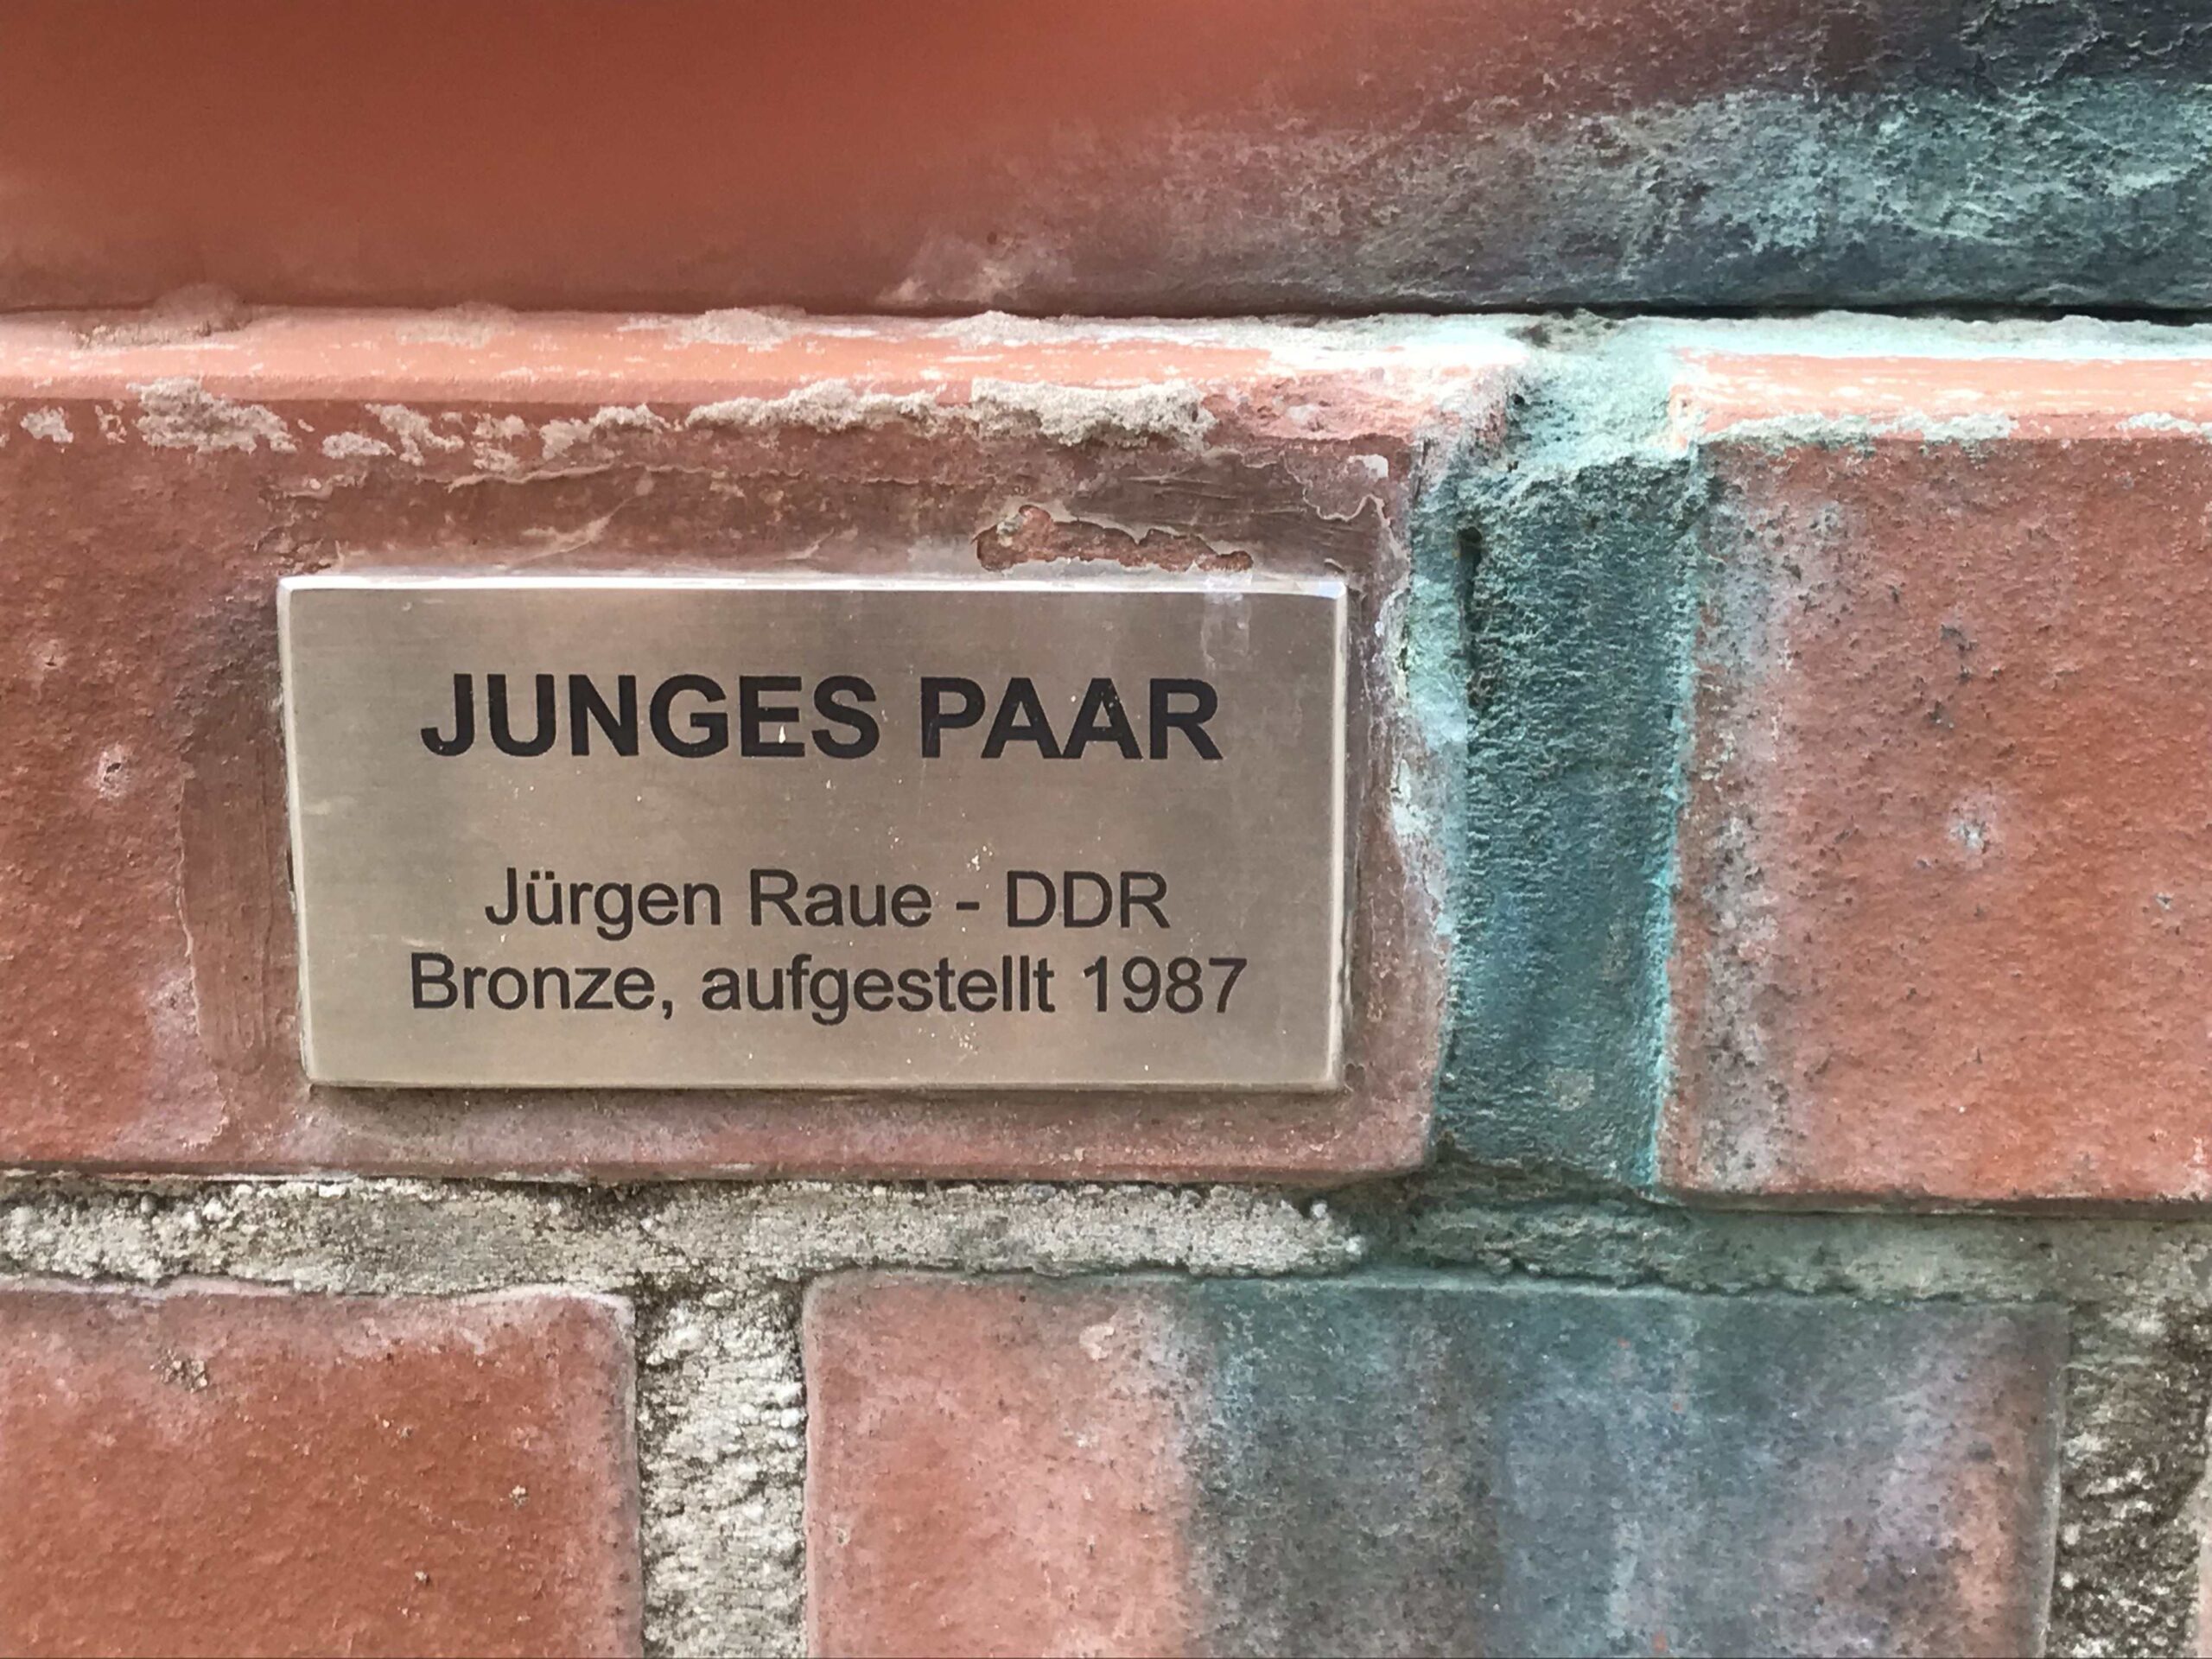 JUNGES PAAR
Jürgen Raue - DDR
Bronze, aufgestellt 1987